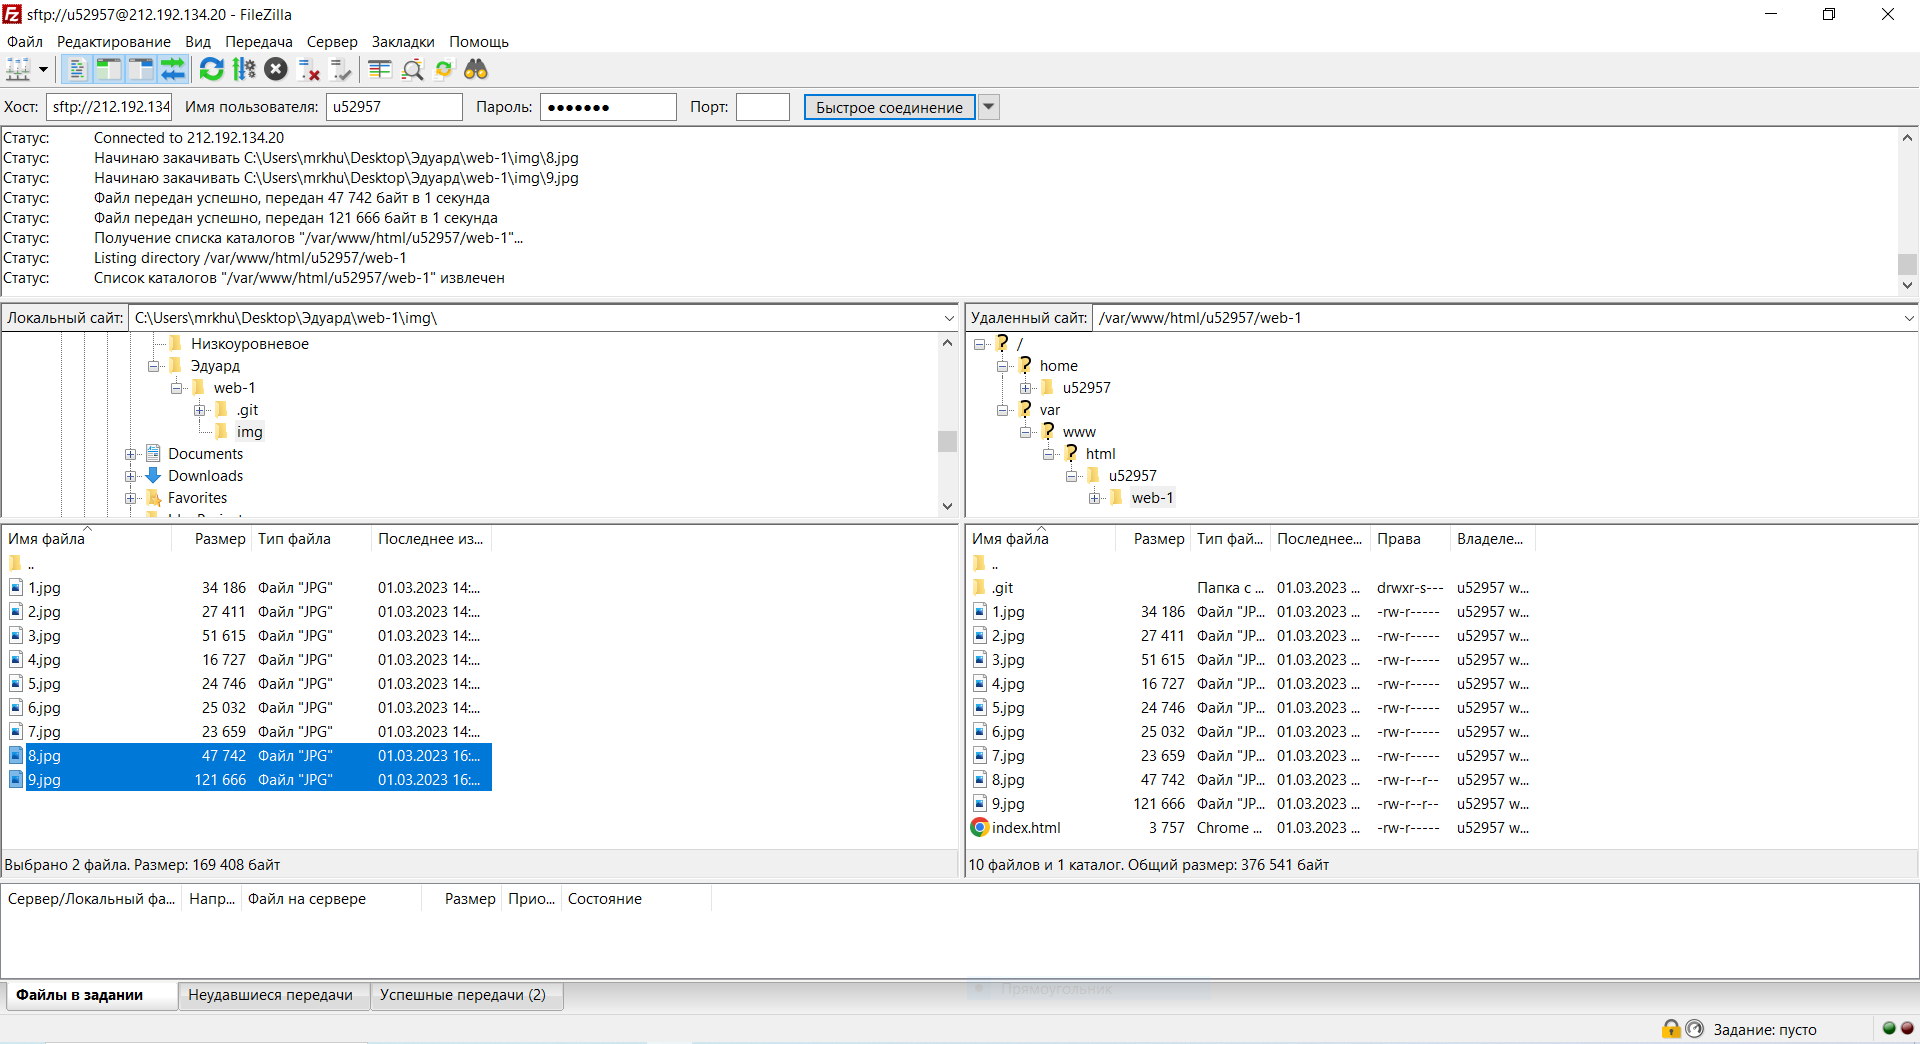 sftp://u52957@212.192.134.20 - FileZilla
Файл Редактирование Вид Передача Сервер Закладки Помощь
Хост: sftp://212.192.134 Имя пользователя: u52957 Пароль: ●●●●●●● Порт: Быстрое соединение
Статус: Connected to 212.192.134.20
Статус: Начинаю закачивать C:\Users\mrkhu\Desktop\Эдуард\web-1\img\8.jpg
Статус: Начинаю закачивать C:\Users\mrkhu\Desktop\Эдуард\web-1\img\9.jpg
Статус: Файл передан успешно, передан 47 742 байт в 1 секунда
Статус: Файл передан успешно, передан 121 666 байт в 1 секунда
Статус: Получение списка каталогов "/var/www/html/u52957/web-1"...
Статус: Listing directory /var/www/html/u52957/web-1
Статус: Список каталогов "/var/www/html/u52957/web-1" извлечен
Локальный сайт: C:\Users\mrkhu\Desktop\Эдуард\web-1\img\
Низкоуровневое
Эдуард
web-1
.git
img
Documents
Downloads
Favorites
Имя файла Размер Тип файла Последнее из...
..
1.jpg 34 186 Файл "JPG" 01.03.2023 14:...
2.jpg 27 411 Файл "JPG" 01.03.2023 14:...
3.jpg 51 615 Файл "JPG" 01.03.2023 14:...
4.jpg 16 727 Файл "JPG" 01.03.2023 14:...
5.jpg 24 746 Файл "JPG" 01.03.2023 14:...
6.jpg 25 032 Файл "JPG" 01.03.2023 14:...
7.jpg 23 659 Файл "JPG" 01.03.2023 14:...
8.jpg 47 742 Файл "JPG" 01.03.2023 16:...
9.jpg 121 666 Файл "JPG" 01.03.2023 16:...
Выбрано 2 файла. Размер: 169 408 байт
Удаленный сайт: /var/www/html/u52957/web-1
/
home
u52957
var
www
html
u52957
web-1
Имя файла Размер Тип фай... Последнее... Права Владеле...
..
.git Папка с ... 01.03.2023 ... drwxr-s--- u52957 w...
1.jpg 34 186 Файл "JP... 01.03.2023 ... -rw-r----- u52957 w...
2.jpg 27 411 Файл "JP... 01.03.2023 ... -rw-r----- u52957 w...
3.jpg 51 615 Файл "JP... 01.03.2023 ... -rw-r----- u52957 w...
4.jpg 16 727 Файл "JP... 01.03.2023 ... -rw-r----- u52957 w...
5.jpg 24 746 Файл "JP... 01.03.2023 ... -rw-r----- u52957 w...
6.jpg 25 032 Файл "JP... 01.03.2023 ... -rw-r----- u52957 w...
7.jpg 23 659 Файл "JP... 01.03.2023 ... -rw-r----- u52957 w...
8.jpg 47 742 Файл "JP... 01.03.2023 ... -rw-r--r-- u52957 w...
9.jpg 121 666 Файл "JP... 01.03.2023 ... -rw-r--r-- u52957 w...
index.html 3 757 Chrome ... 01.03.2023 ... -rw-r----- u52957 w...
10 файлов и 1 каталог. Общий размер: 376 541 байт
Сервер/Локальный фа... Напр... Файл на сервере Размер Прио... Состояние
Прямоугольник
Файлы в задании Неудавшиеся передачи Успешные передачи (2)
Задание: пусто